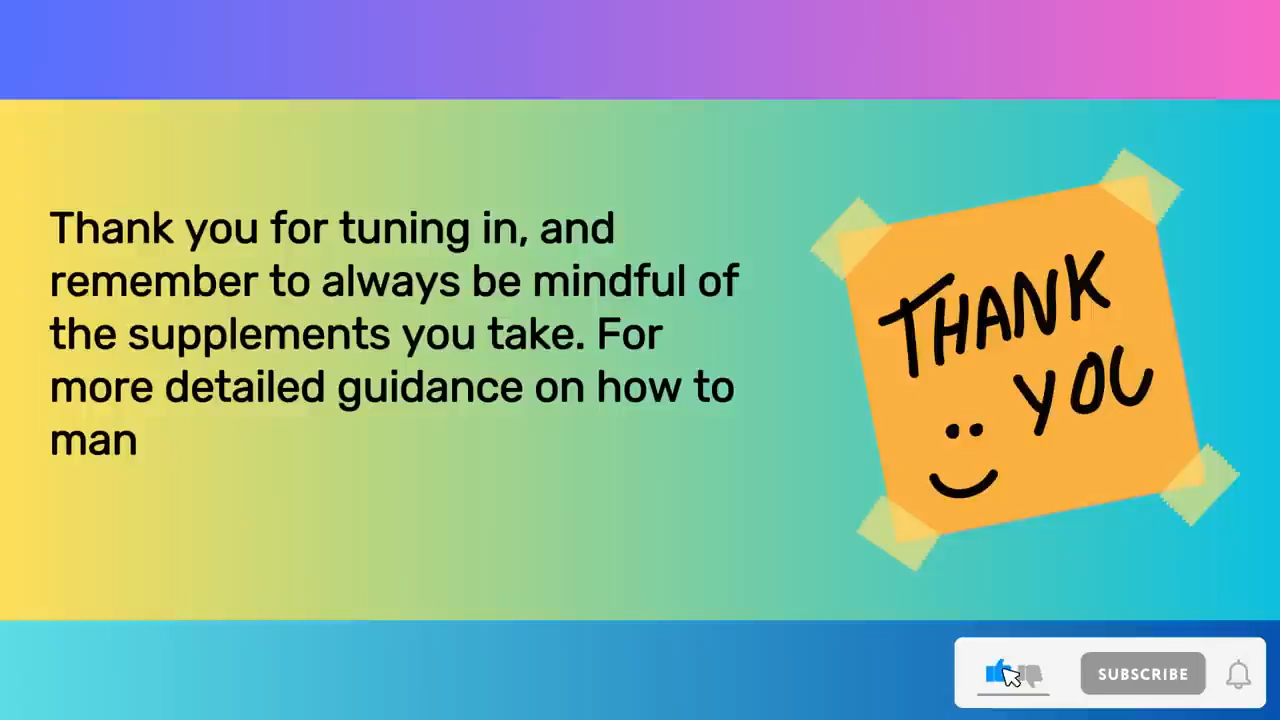 Thank you for tuning in, and
remember to always be mindful of
the supplements you take. For
more detailed guidance on how to
man
THANK
YOU
SUBSCRIBE